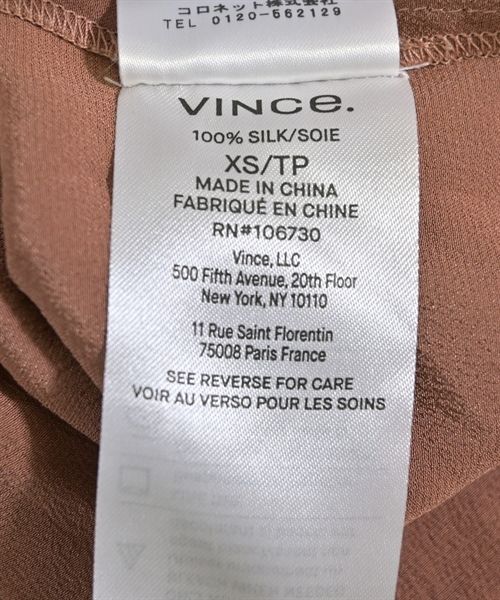 コロネット株式会社
TEL 0120-562129
VINCE.
100% SILK/SOIE
XS/TP
MADE IN CHINA
FABRIQUÉ EN CHINE
RN#106730
Vince, LLC
500 Fifth Avenue, 20th Floor
New York, NY 10110
11 Rue Saint Florentin
75008 Paris France
SEE REVERSE FOR CARE
VOIR AU VERSO POUR LES SOINS